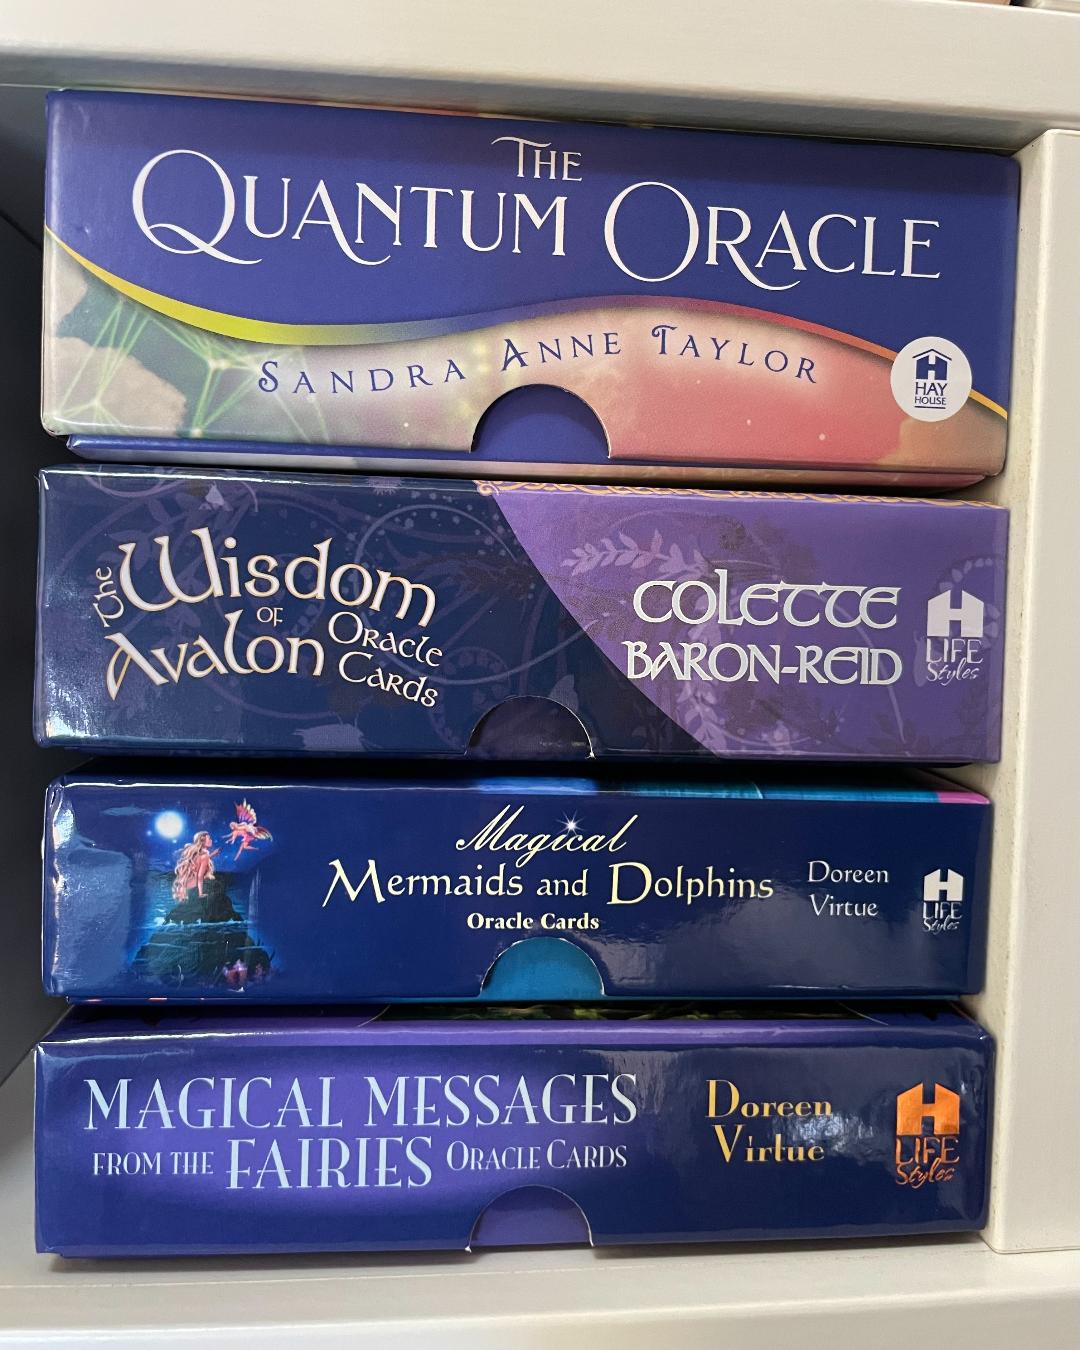 THE
QUANTUM ORACLE
SANDRA ANNE TAYLOR
HAY
HOUSE
The Wisdom
OF
Avalon Oracle
Cards
COLETTE
BARON-REID
LIFE
Styles
Magical
Mermaids and Dolphins
Oracle Cards
Doreen
Virtue
LIFE
Styles
MAGICAL MESSAGES
FROM THE FAIRIES ORACLE CARDS
Doreen
Virtue
LIFE
Styles